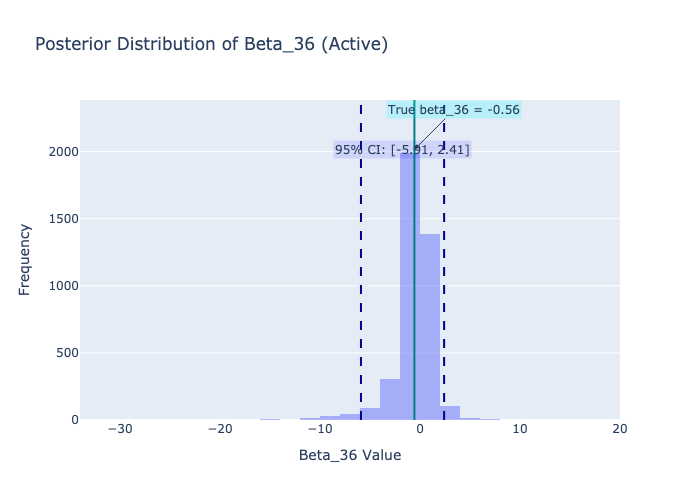 Posterior Distribution of Beta_36 (Active)
True beta_36 = -0.56
95% CI: [-5.91, 2.41]
2000
1500
1000
500
0
Frequency
−30
−20
−10
0
10
20
Beta_36 Value